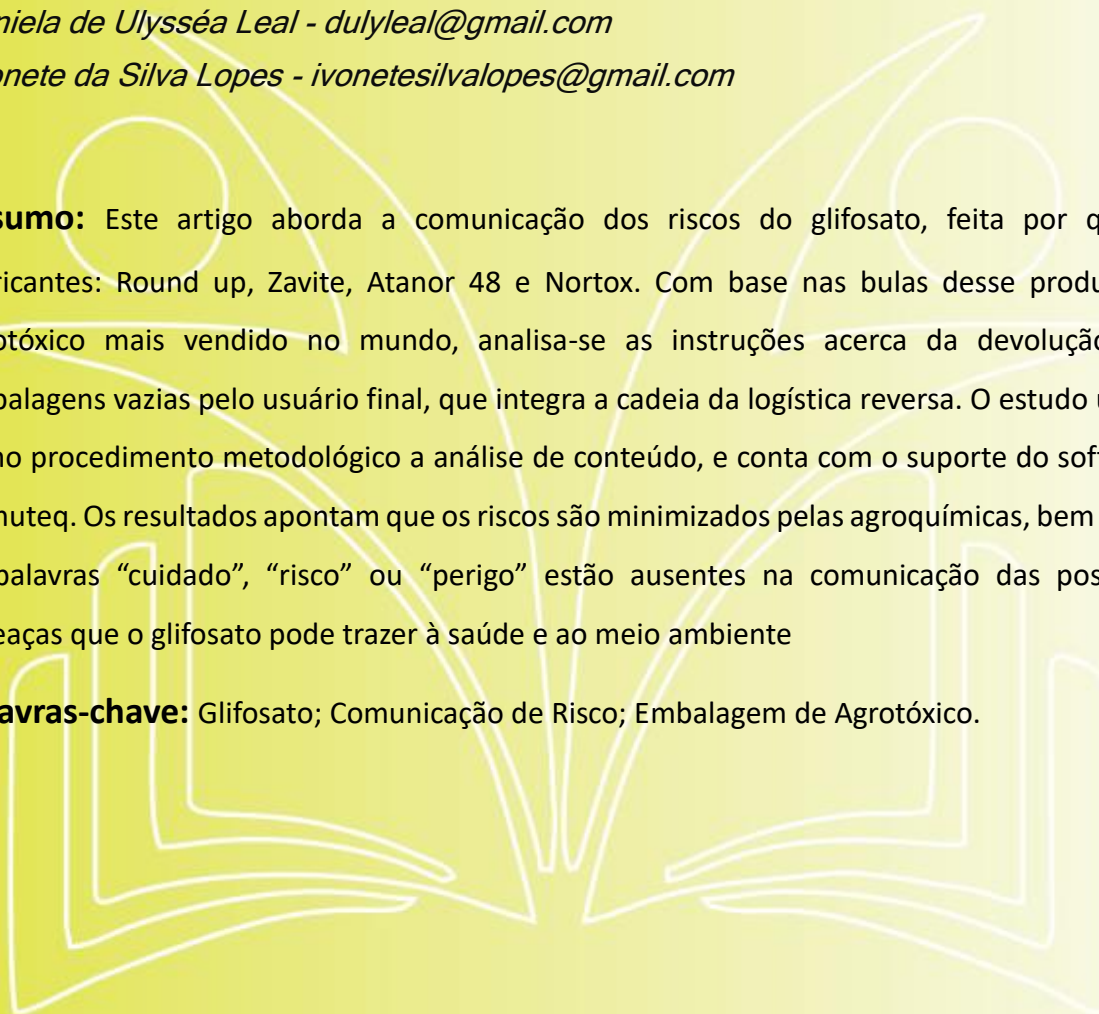 niela de Ulysséa Leal - dulyleal@gmail.com
onete da Silva Lopes - ivonetesilvalopes@gmail.com
sumo: Este artigo aborda a comunicação dos riscos do glifosato, feita por q
ricantes: Round up, Zavite, Atanor 48 e Nortox. Com base nas bulas desse produ
otóxico mais vendido no mundo, analisa-se as instruções acerca da devolução
balagens vazias pelo usuário final, que integra a cadeia da logística reversa. O estudo u
no procedimento metodológico a análise de conteúdo, e conta com o suporte do soft
nuteq. Os resultados apontam que os riscos são minimizados pelas agroquímicas, bem
palavras “cuidado”, “risco” ou “perigo” estão ausentes na comunicação das pos
eaças que o glifosato pode trazer à saúde e ao meio ambiente
avras-chave: Glifosato; Comunicação de Risco; Embalagem de Agrotóxico.